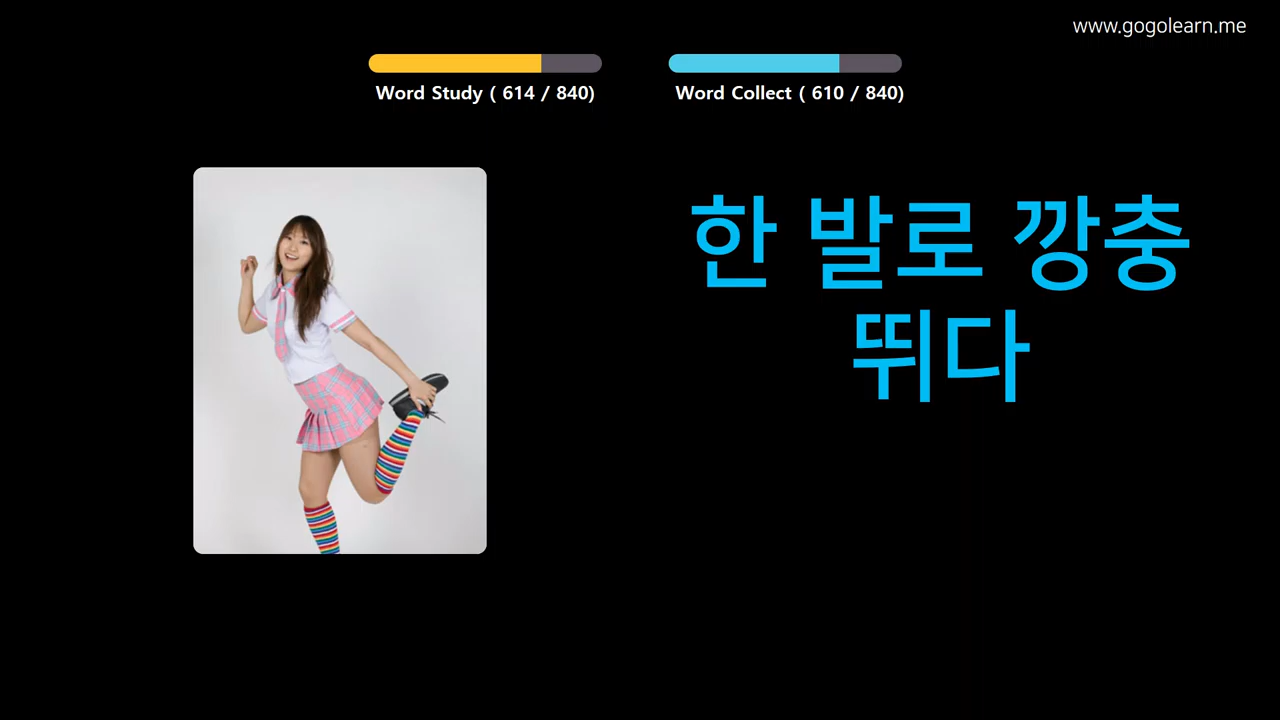 www.gogolearn.me
Word Study ( 614 / 840)
Word Collect ( 610 / 840)
한 발로 깡충
뛰다